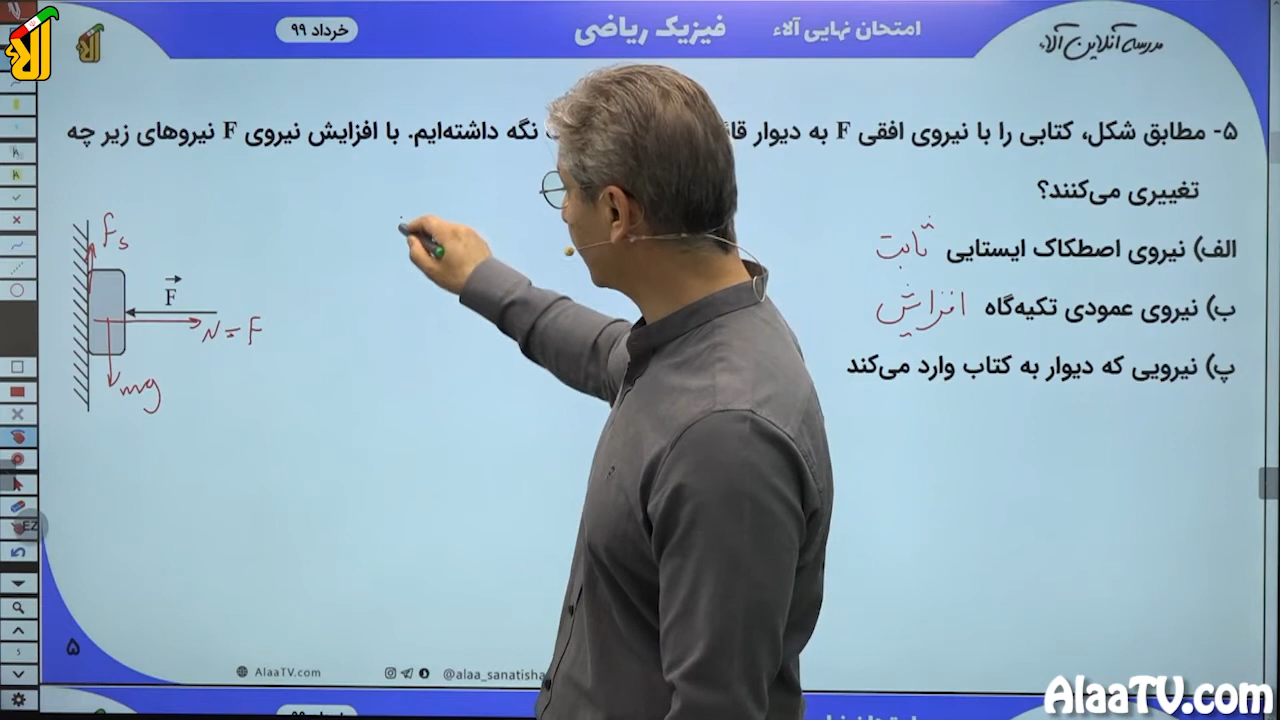 مدرسه آنلاین آلاء
امتحان نهایی آلاء فیزیک ریاضی
خرداد ۹۹
الاء
الاء
۵- مطابق شکل، کتابی را با نیروی افقی F به دیوار نگه داشته‌ایم. با افزایش نیروی F نیروهای زیر چه
تغییری می‌کنند؟
الف) نیروی اصطکاک ایستایی ثابت
ب) نیروی عمودی تکیه‌گاه افزایش
پ) نیرویی که دیوار به کتاب وارد می‌کند
fs
F
N = F
mg
EZ
۵
AlaaTV.com
@alaa_sanatisha
AlaaTV.com